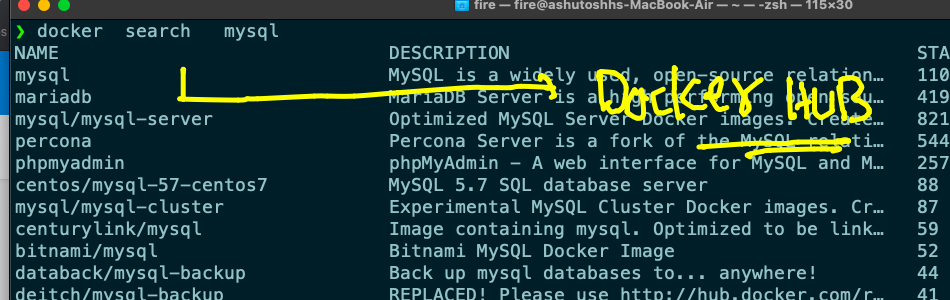 fire — fire@ashutoshhs-MacBook-Air — ~ — -zsh — 115×30
❯ docker  search   mysql
NAME DESCRIPTION STA
mysql MySQL is a widely used, open-source relation… 110
mariadb MariaDB Server is a high performing open sou… 419
Docker HUB
mysql/mysql-server Optimized MySQL Server Docker images. Create… 821
percona Percona Server is a fork of the MySQL relati… 544
phpmyadmin phpMyAdmin - A web interface for MySQL and M… 257
centos/mysql-57-centos7 MySQL 5.7 SQL database server 88
mysql/mysql-cluster Experimental MySQL Cluster Docker images. Cr… 87
centurylink/mysql Image containing mysql. Optimized to be link… 59
bitnami/mysql Bitnami MySQL Docker Image 52
databack/mysql-backup Back up mysql databases to... anywhere! 44
deitch/mysql-backup REPLACED! Please use http://hub.docker.com/r… 41